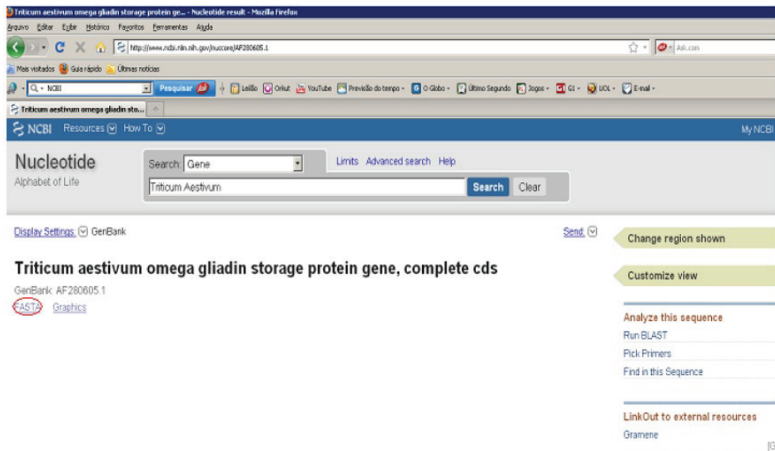 Triticum aestivum omega gliadin storage protein ge... - Nucleotide result - Mozilla Firefox
Arquivo Editar Exibir Histórico Favoritos Ferramentas Ajuda
http://www.ncbi.nlm.nih.gov/nuccore/AF280605.1
Ask.com
Mais visitados Guia rápido Últimas notícias
NCBI Pesquisar Leilão Orkut YouTube Previsão do tempo O Globo Último Segundo Jogos G1 UOL E-mail
Triticum aestivum omega gliadin sto...
NCBI Resources How To My NCBI
Nucleotide
Alphabet of Life
Search: Gene Limits Advanced search Help
Triticum Aestivum Search Clear
Display Settings: GenBank Send:
Change region shown
Triticum aestivum omega gliadin storage protein gene, complete cds
Customize view
GenBank: AF280605.1
FASTA Graphics
Analyze this sequence
Run BLAST
Pick Primers
Find in this Sequence
LinkOut to external resources
Gramene
[G